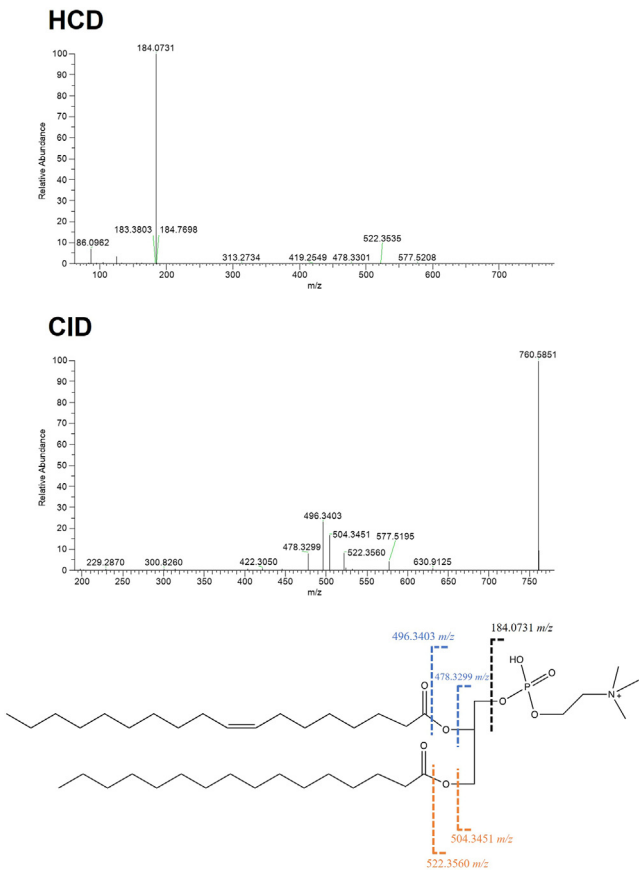 HCD
184.0731
100
90
80
70
60
50
40
30
20
10
0
Relative Abundance
183.3803 184.7698
86.0962
313.2734 419.2549 478.3301 522.3535 577.5208
100 200 300 400 500 600 700
m/z
CID
760.5851
100
90
80
70
60
50
40
30
20
10
0
Relative Abundance
496.3403
504.3451 577.5195
478.3299 522.3560
229.2870 300.8260 422.3050 630.9125
200 250 300 350 400 450 500 550 600 650 700 750
m/z
496.3403 m/z 184.0731 m/z
478.3299 m/z
HO
O
P
O
O
O
N+
O
O
O
O
504.3451 m/z
522.3560 m/z